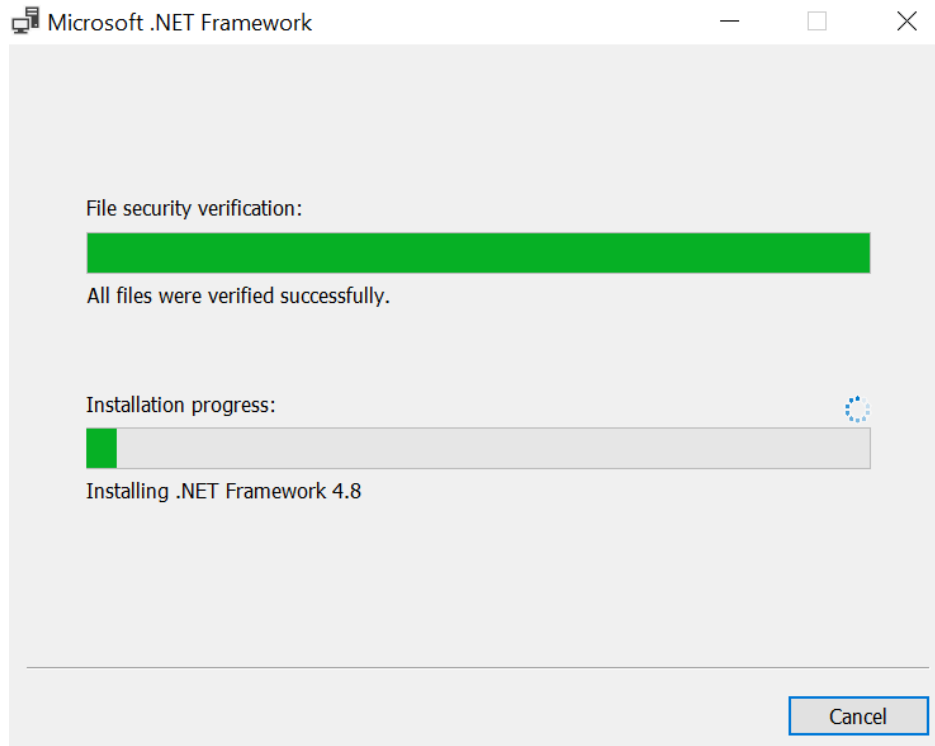 Microsoft .NET Framework
File security verification:
All files were verified successfully.
Installation progress:
Installing .NET Framework 4.8
Cancel